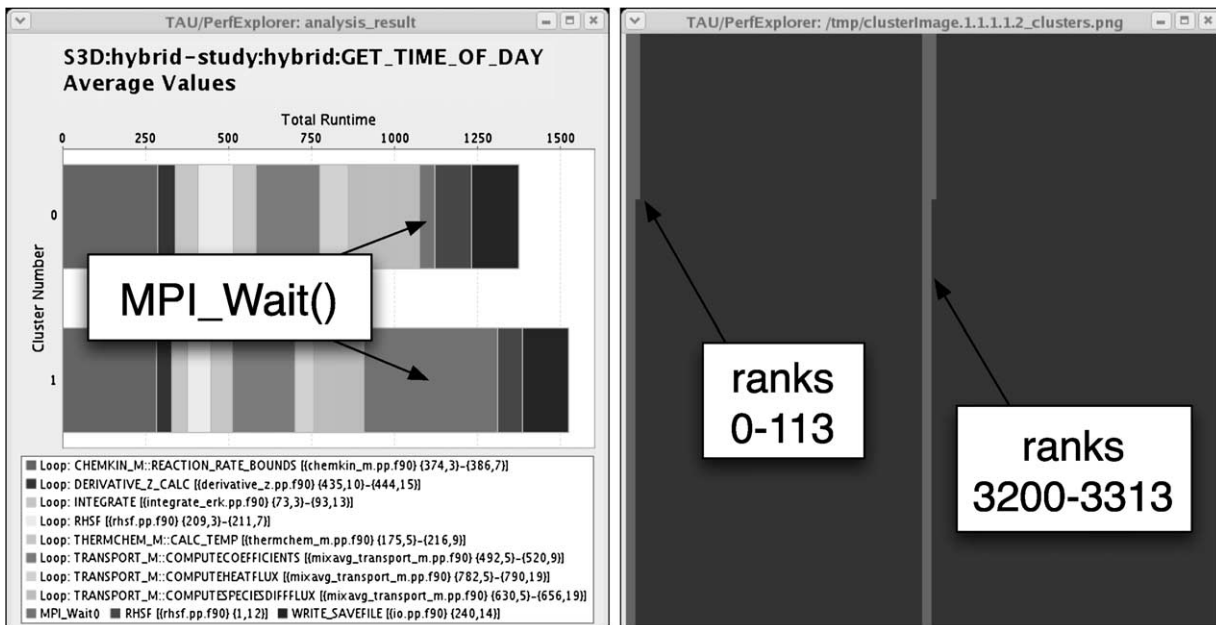 TAU/PerfExplorer: analysis_result
S3D:hybrid-study:hybrid:GET_TIME_OF_DAY
Average Values
Total Runtime
0 250 500 750 1000 1250 1500
Cluster Number
0
1
MPI_Wait()
Loop: CHEMKIN_M::REACTION_RATE_BOUNDS [{chemkin_m.pp.f90} {374,3}-{386,7}]
Loop: DERIVATIVE_Z_CALC [{derivative_z.pp.f90} {435,10}-{444,15}]
Loop: INTEGRATE [{integrate_erk.pp.f90} {73,3}-{93,13}]
Loop: RHSF [{rhsf.pp.f90} {209,3}-{211,7}]
Loop: THERMCHEM_M::CALC_TEMP [{thermchem_m.pp.f90} {175,5}-{216,9}]
Loop: TRANSPORT_M::COMPUTECOEFFICIENTS [{mixavg_transport_m.pp.f90} {492,5}-{520,9}]
Loop: TRANSPORT_M::COMPUTEHEATFLUX [{mixavg_transport_m.pp.f90} {782,5}-{790,19}]
Loop: TRANSPORT_M::COMPUTESPECIESDIFFFLUX [{mixavg_transport_m.pp.f90} {630,5}-{656,19}]
MPI_Wait() RHSF [{rhsf.pp.f90} {1,12}] WRITE_SAVEFILE [{io.pp.f90} {240,14}]
TAU/PerfExplorer: /tmp/clusterImage.1.1.1.1.2_clusters.png
ranks
0-113
ranks
3200-3313